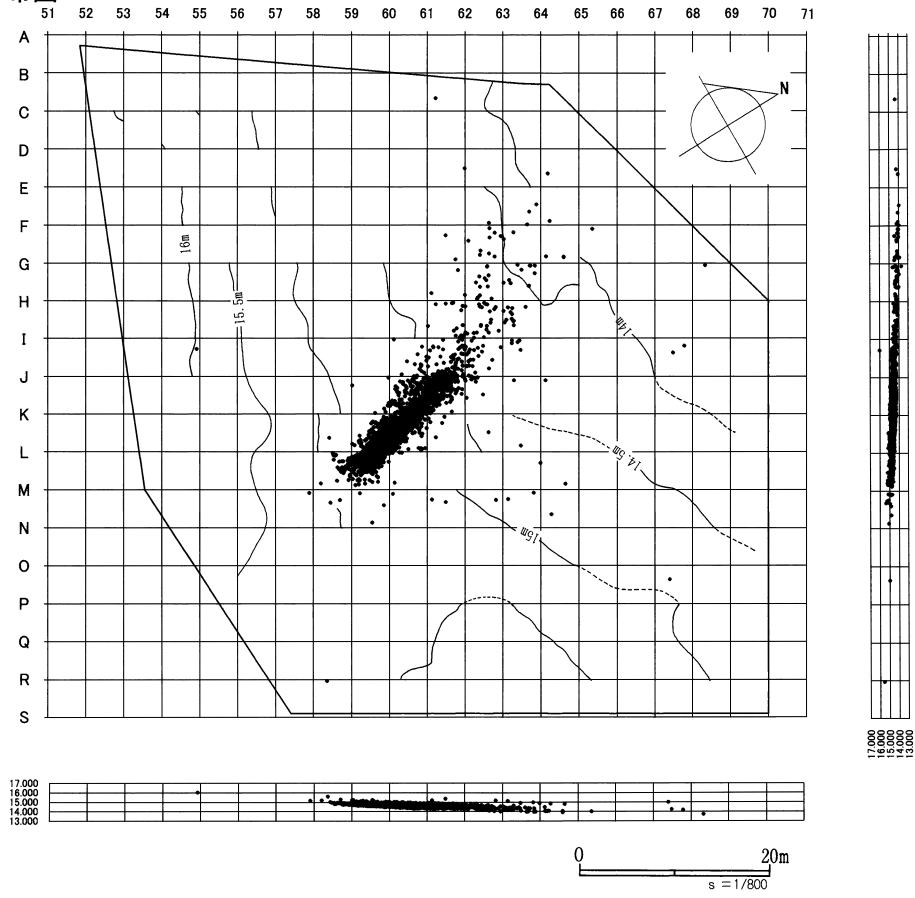 布図
51 52 53 54 55 56 57 58 59 60 61 62 63 64 65 66 67 68 69 70 71
A
B
C
D
E
F
G
H
I
J
K
L
M
N
O
P
Q
R
S
N
16m
15.5m
14m
14.5m
15m
17.000
16.000
15.000
14.000
13.000
17.000
16.000
15.000
14.000
13.000
0 20m
s = 1/800